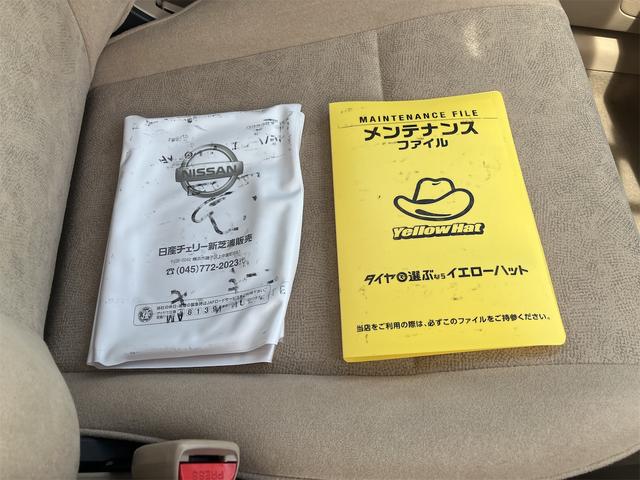 NISSAN
日産チェリー新芝浦販売
☎(045)772-2023
MAINTENANCE FILE
メンテナンス
ファイル
Yellow Hat
タイヤで選ぶならイエローハット
当店をご利用の際は、必ずこのファイルをご持参ください。
PRESS